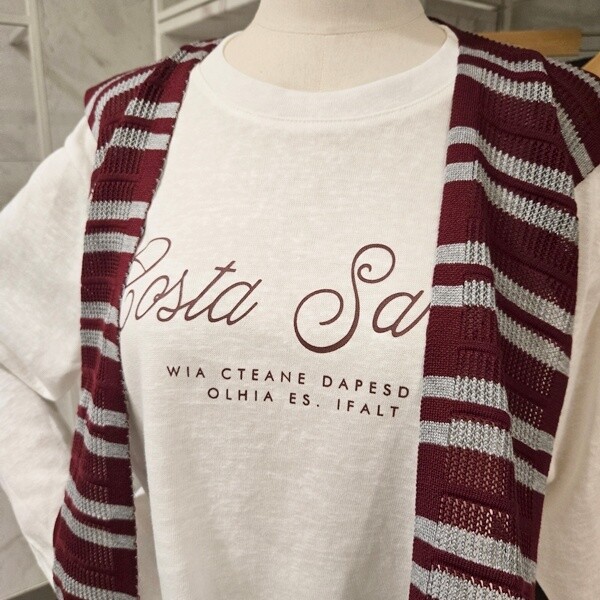 Costa Sa
WIA CTEANE DAPESD
OLHIA ES. IFALT